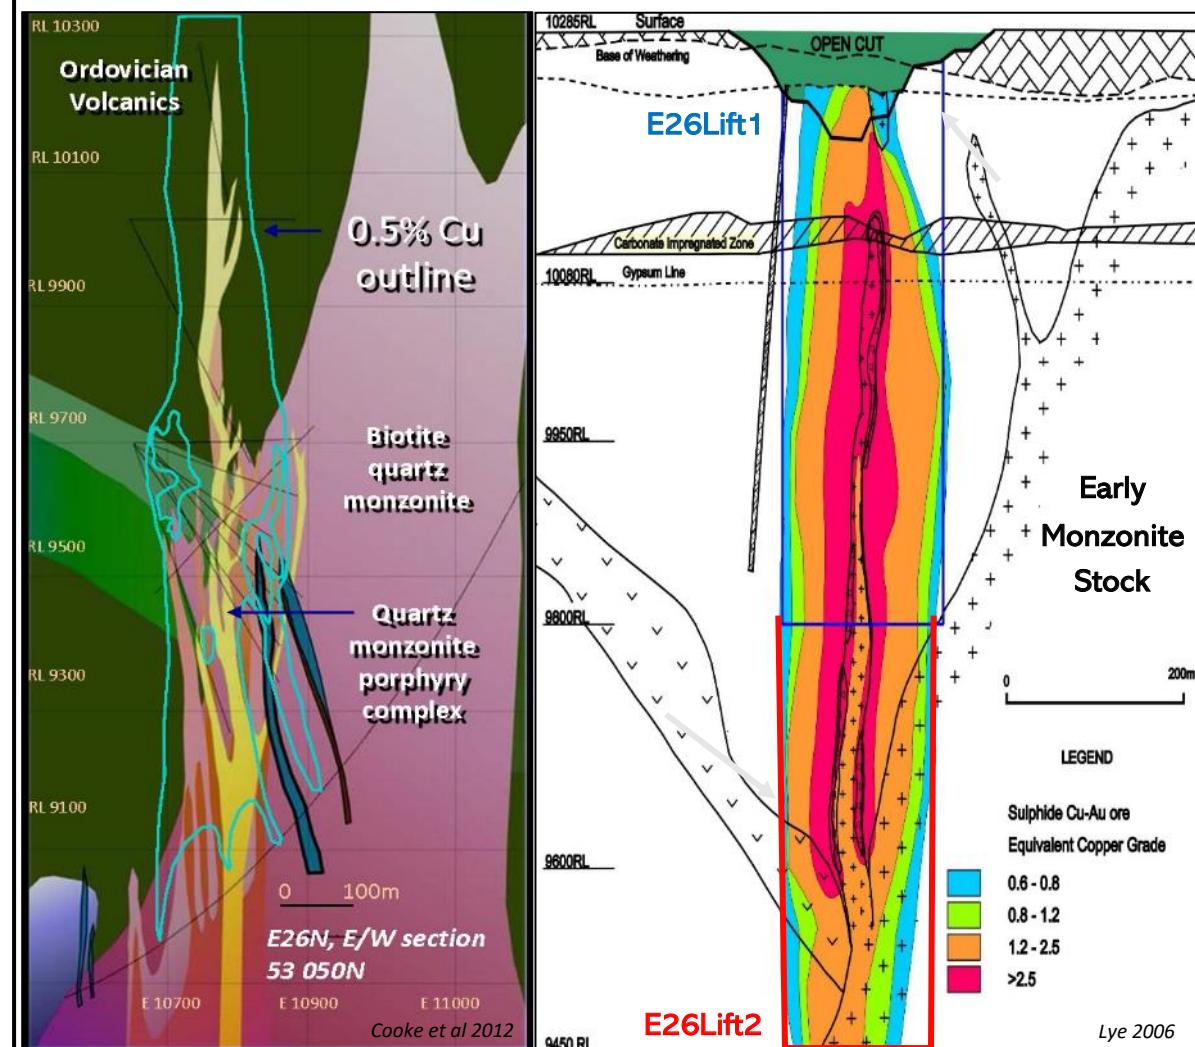 RL 10300
Ordovician
Volcanics
RL 10100
0.5% Cu
outline
RL 9900
RL 9700
Biotite
quartz
monzonite
RL 9500
Quartz
monzonite
porphyry
complex
RL 9300
RL 9100
0 100m
E26N, E/W section
53 050N
E 10700 E 10900 E 11000
Cooke et al 2012
10285RL Surface
OPEN CUT
Base of Weathering
E26Lift1
Carbonate Impregnated Zone
10080RL Gypsum Line
9950RL
Early
Monzonite
Stock
9800RL
0 200m
LEGEND
Sulphide Cu-Au ore
Equivalent Copper Grade
9600RL
0.6 - 0.8
0.8 - 1.2
1.2 - 2.5
>2.5
E26Lift2
9450 RL
Lye 2006